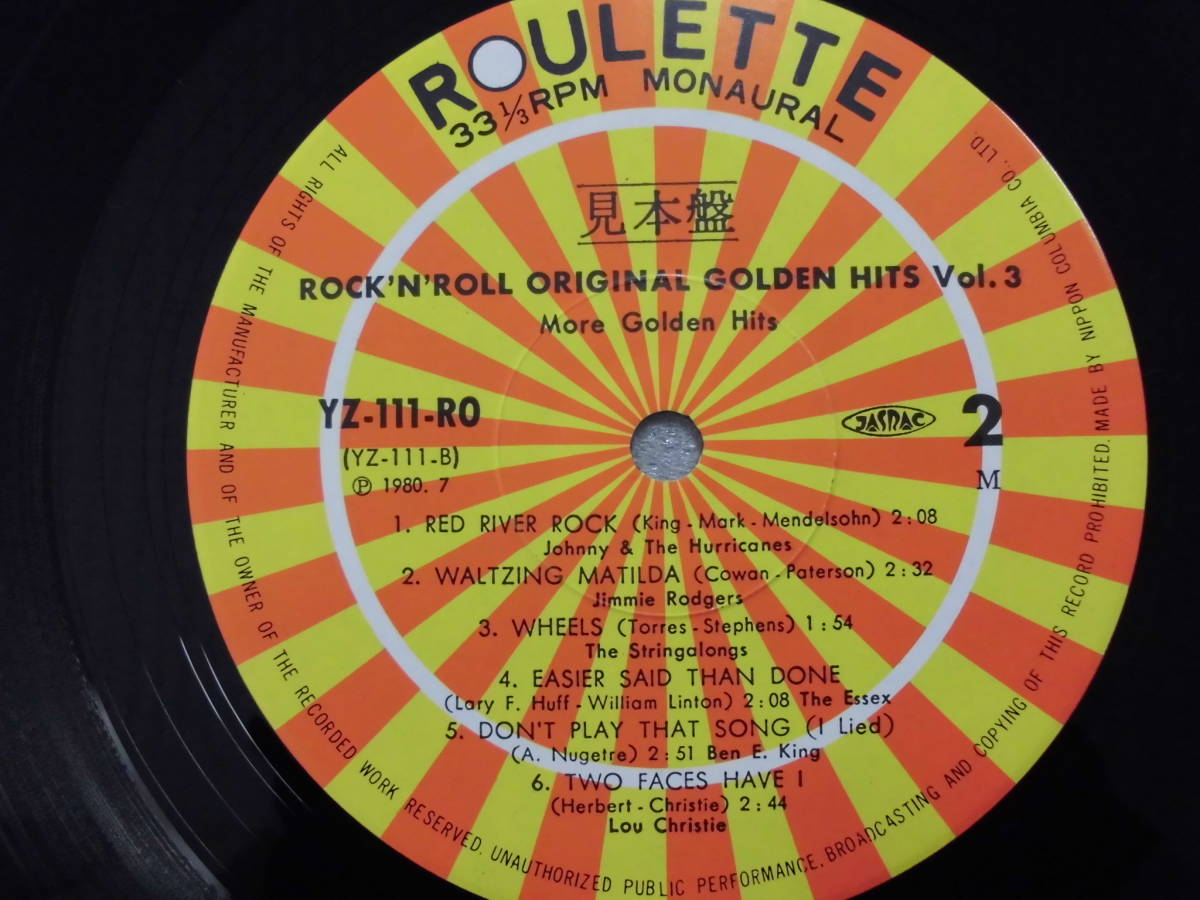 ROULETTE
33 1/3 RPM MONAURAL
見本盤
ROCK'N'ROLL ORIGINAL GOLDEN HITS Vol. 3
More Golden Hits
YZ-111-RO
(YZ-111-B)
Ⓟ 1980. 7
JASRAC
2
M
1. RED RIVER ROCK (King - Mark - Mendelsohn) 2:08
Johnny & The Hurricanes
2. WALTZING MATILDA (Cowan - Paterson) 2:32
Jimmie Rodgers
3. WHEELS (Torres - Stephens) 1:54
The Stringalongs
4. EASIER SAID THAN DONE
(Lary F. Huff - William Linton) 2:08 The Essex
5. DON'T PLAY THAT SONG (I Lied)
(A. Nugetre) 2:51 Ben E. King
6. TWO FACES HAVE I
(Herbert - Christie) 2:44
Lou Christie
ALL RIGHTS OF THE MANUFACTURER AND OF THE OWNER OF THE RECORDED WORK RESERVED. UNAUTHORIZED PUBLIC PERFORMANCE. BROADCASTING AND COPYING OF THIS RECORD PROHIBITED. MADE BY NIPPON COLUMBIA CO., LTD.